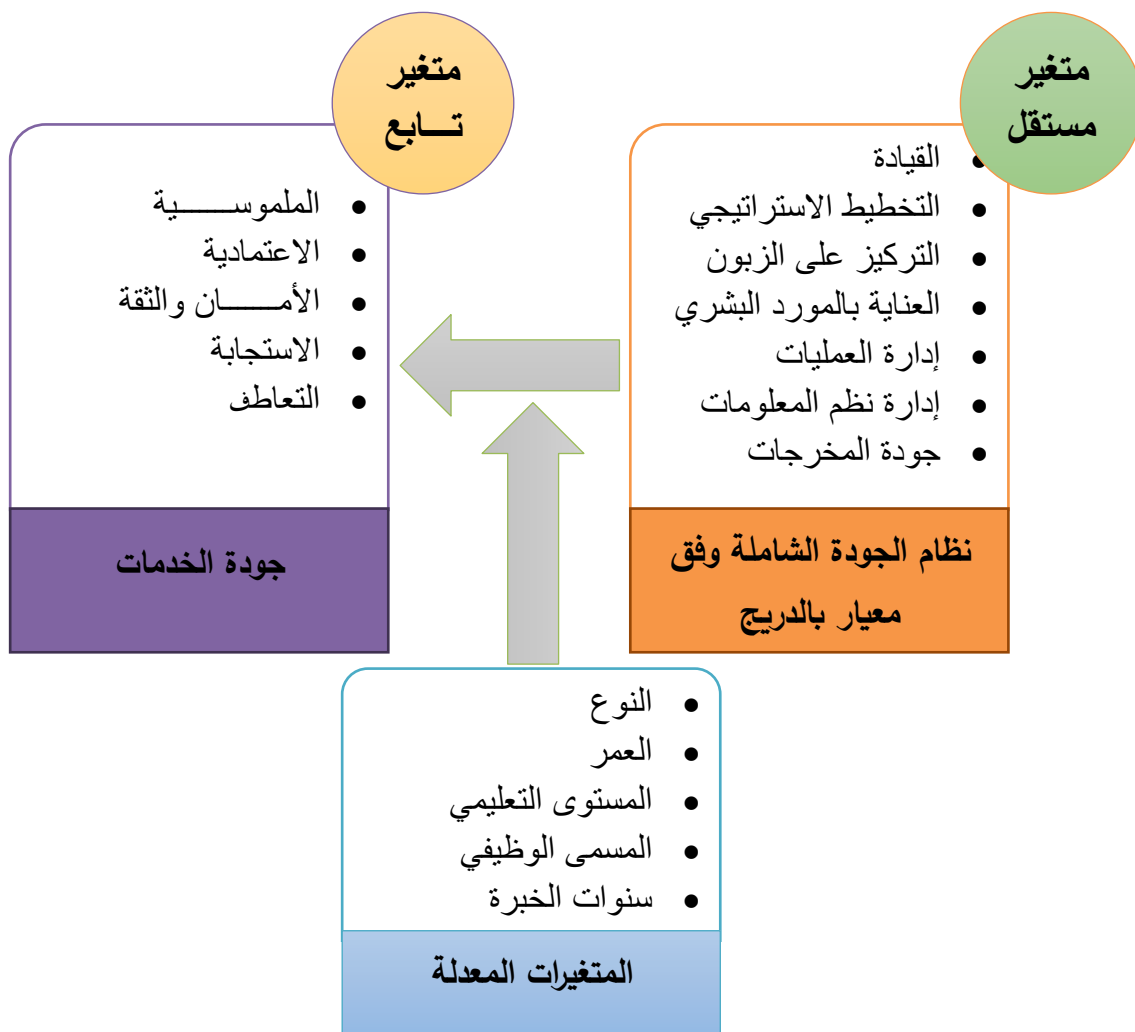 متغير
مستقل
القيادة
التخطيط الاستراتيجي
التركيز على الزبون
العناية بالمورد البشري
إدارة العمليات
إدارة نظم المعلومات
جودة المخرجات
نظام الجودة الشاملة وفق
معيار بالدريج
متغير
تـــابع
الملموســـــية
الاعتمادية
الأمـــــان والثقة
الاستجابة
التعاطف
جودة الخدمات
النوع
العمر
المستوى التعليمي
المسمى الوظيفي
سنوات الخبرة
المتغيرات المعدلة